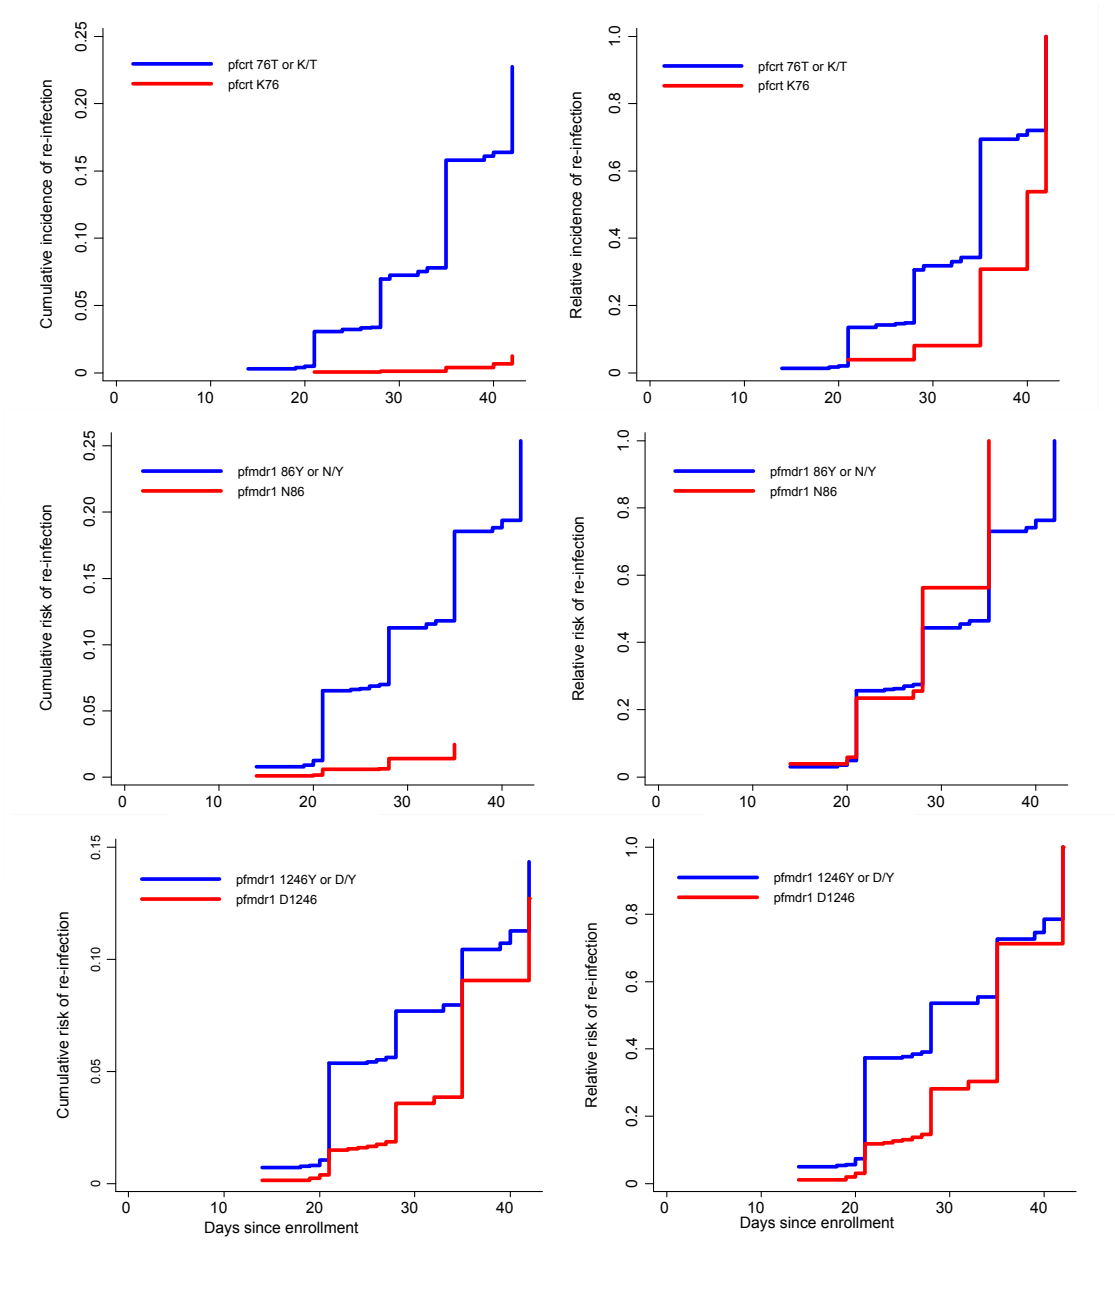 Cumulative incidence of re-infection
0.25
0.20
0.15
0.10
0.05
0
pfcrt 76T or K/T
pfcrt K76
0 10 20 30 40
Relative incidence of re-infection
1.0
0.8
0.6
0.4
0.2
0
pfcrt 76T or K/T
pfcrt K76
0 10 20 30 40
Cumulative risk of re-infection
0.25
0.20
0.15
0.10
0.05
0
pfmdr1 86Y or N/Y
pfmdr1 N86
0 10 20 30 40
Relative risk of re-infection
1.0
0.8
0.6
0.4
0.2
0
pfmdr1 86Y or N/Y
pfmdr1 N86
0 10 20 30 40
Cumulative risk of re-infection
0.15
0.10
0.05
0
pfmdr1 1246Y or D/Y
pfmdr1 D1246
0 10 20 30 40
Days since enrollment
Relative risk of re-infection
1.0
0.8
0.6
0.4
0.2
0
pfmdr1 1246Y or D/Y
pfmdr1 D1246
0 10 20 30 40
Days since enrollment